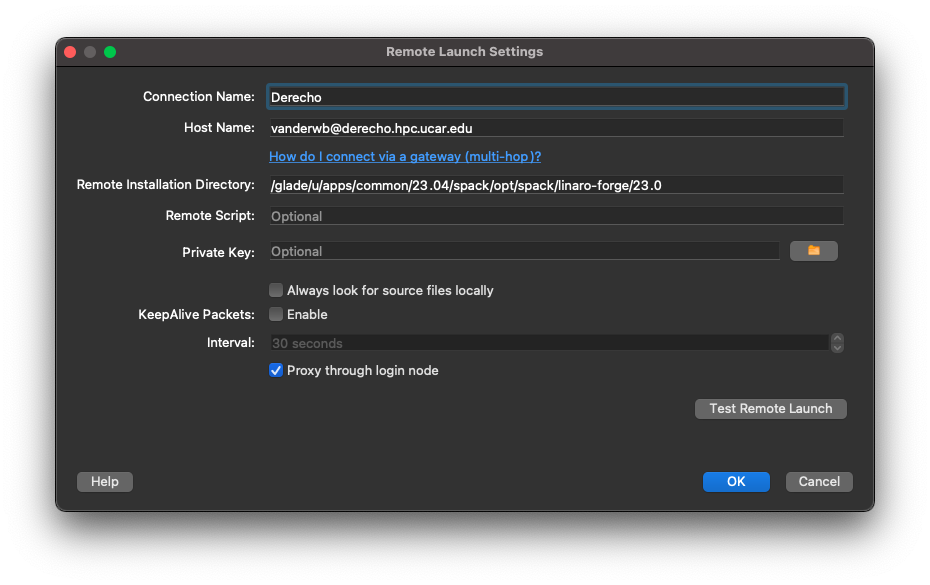 Remote Launch Settings
Connection Name: Derecho
Host Name: vanderwb@derecho.hpc.ucar.edu
How do I connect via a gateway (multi-hop)?
Remote Installation Directory: /glade/u/apps/common/23.04/spack/opt/spack/linaro-forge/23.0
Remote Script: Optional
Private Key: Optional
Always look for source files locally
KeepAlive Packets: Enable
Interval: 30 seconds
Proxy through login node
Test Remote Launch
Help OK Cancel